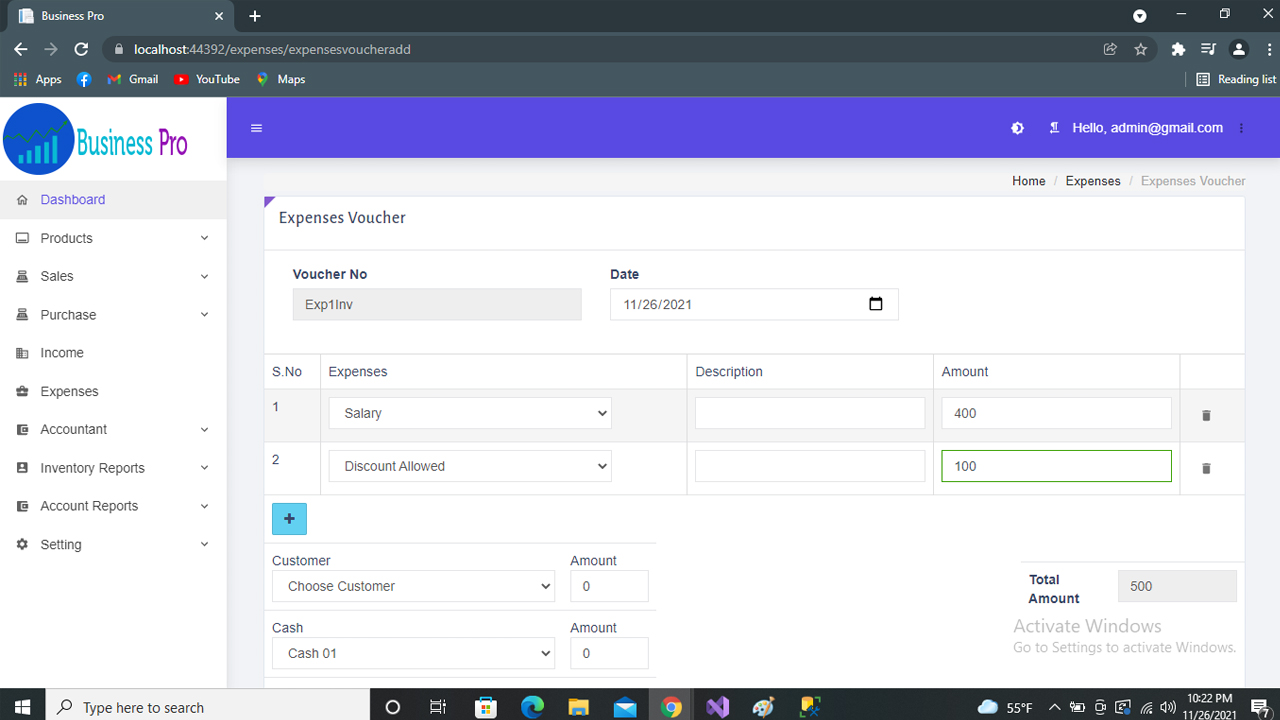 Business Pro
localhost:44392/expenses/expensesvoucheradd
Apps Gmail YouTube Maps Reading list
Business Pro
Hello, admin@gmail.com
Home / Expenses / Expenses Voucher
Dashboard
Products
Sales
Purchase
Income
Expenses
Accountant
Inventory Reports
Account Reports
Setting
Expenses Voucher
Voucher No Date
Exp1Inv 11/26/2021
S.No Expenses Description Amount
1 Salary 400
2 Discount Allowed 100
+
Customer Amount
Choose Customer 0
Total
Amount 500
Cash Amount
Cash 01 0
Activate Windows
Go to Settings to activate Windows.
Type here to search
55°F
10:22 PM
11/26/2021
7